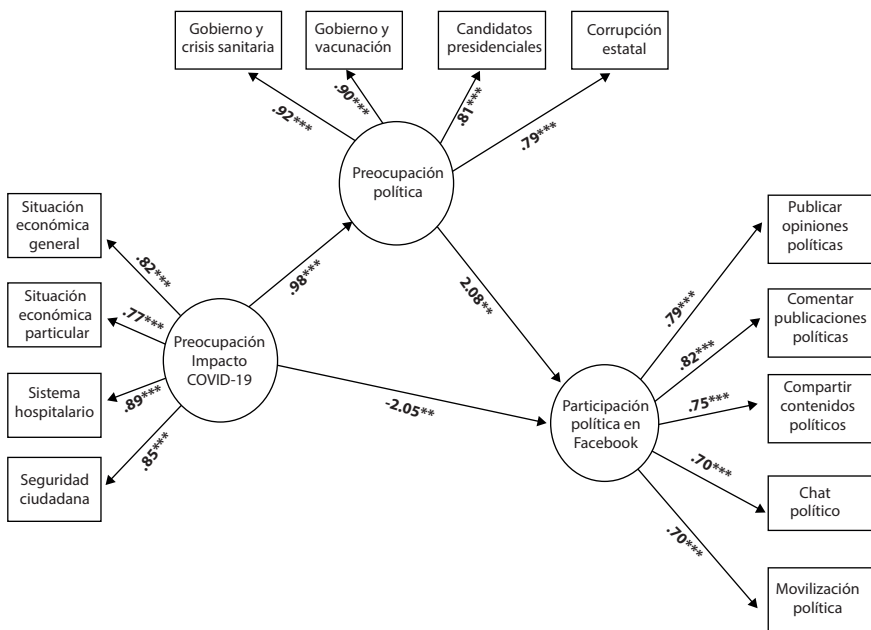 Gobierno y
crisis sanitaria
Gobierno y
vacunación
Candidatos
presidenciales
Corrupción
estatal
.92***
.90***
.81***
.79***
Preocupación
política
Situación
económica
general
Situación
económica
particular
Sistema
hospitalario
Seguridad
ciudadana
.82***
.77***
.89***
.85***
Preocupación
Impacto
COVID-19
.98***
2.08**
-2.05**
Participación
política en
Facebook
.79***
.82***
.75***
.70***
.70***
Publicar
opiniones
políticas
Comentar
publicaciones
políticas
Compartir
contenidos
políticos
Chat
político
Movilización
política